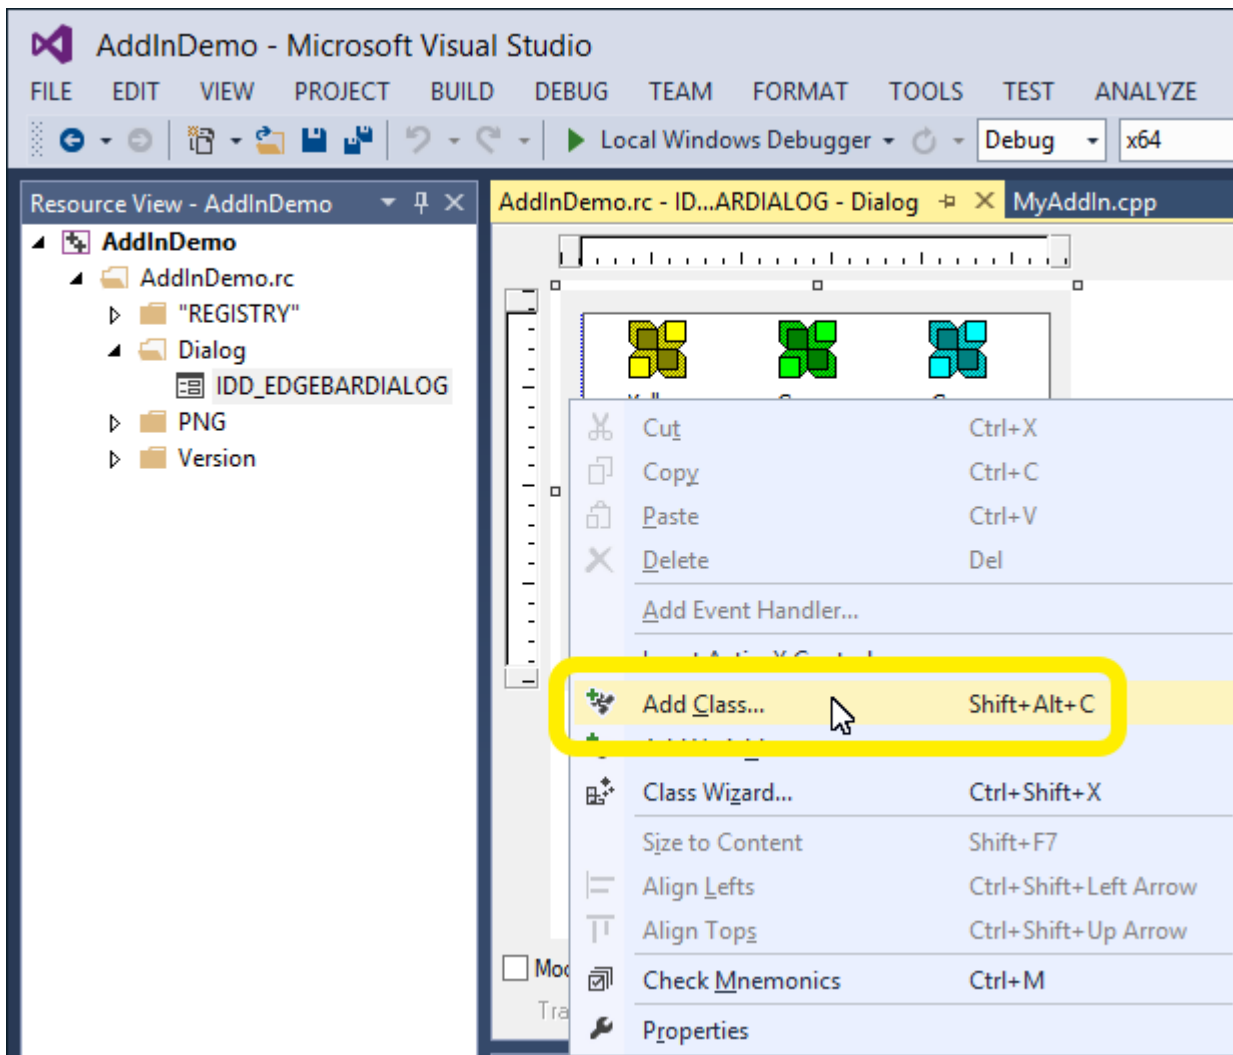 AddInDemo - Microsoft Visual Studio
FILE EDIT VIEW PROJECT BUILD DEBUG TEAM FORMAT TOOLS TEST ANALYZE
Local Windows Debugger Debug x64
Resource View - AddInDemo
AddInDemo
AddInDemo.rc
"REGISTRY"
Dialog
IDD_EDGEBARDIALOG
PNG
Version
AddInDemo.rc - ID...ARDIALOG - Dialog MyAddIn.cpp
Cut Ctrl+X
Copy Ctrl+C
Paste Ctrl+V
Delete Del
Add Event Handler...
Add Class... Shift+Alt+C
Class Wizard... Ctrl+Shift+X
Size to Content Shift+F7
Align Lefts Ctrl+Shift+Left Arrow
Align Tops Ctrl+Shift+Up Arrow
Check Mnemonics Ctrl+M
Properties